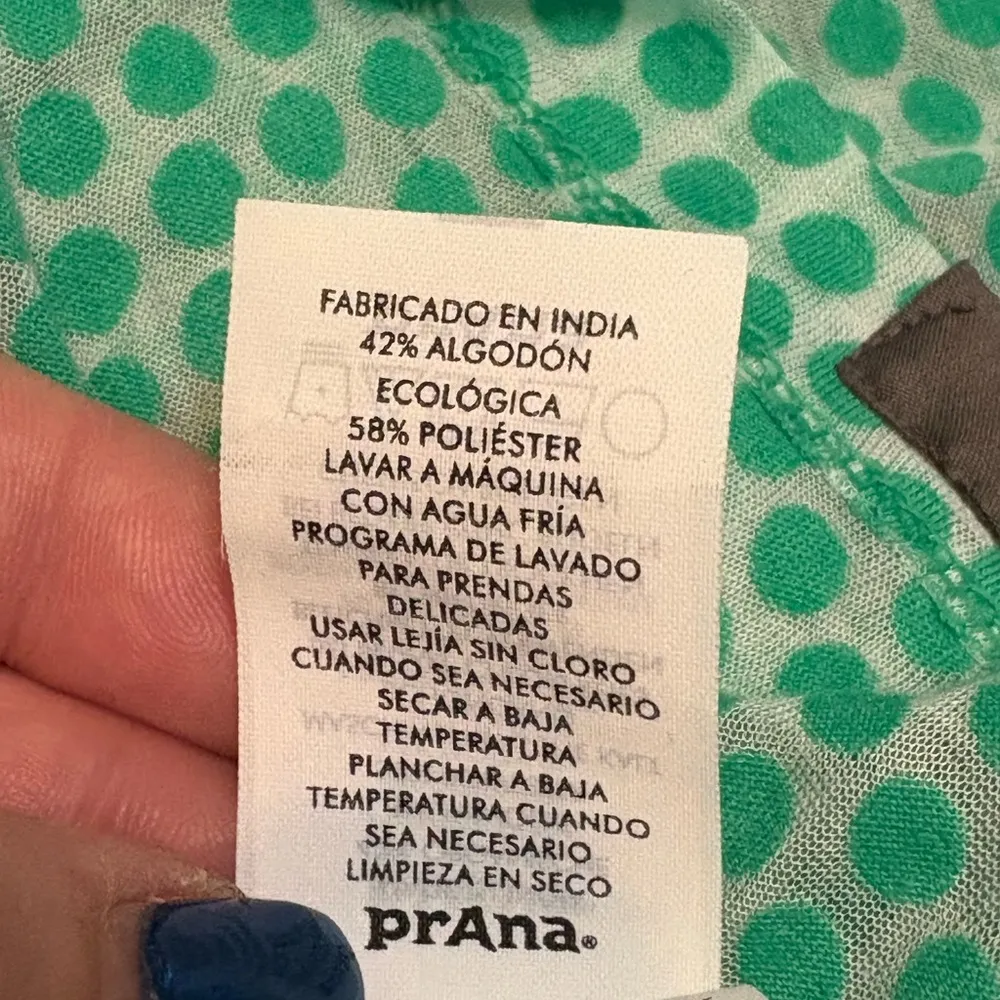 FABRICADO EN INDIA
42% ALGODÓN
ECOLÓGICA
58% POLIÉSTER
LAVAR A MÁQUINA
CON AGUA FRÍA
PROGRAMA DE LAVADO
PARA PRENDAS
DELICADAS
USAR LEJÍA SIN CLORO
CUANDO SEA NECESARIO
SECAR A BAJA
TEMPERATURA
PLANCHAR A BAJA
TEMPERATURA CUANDO
SEA NECESARIO
LIMPIEZA EN SECO
prAna®